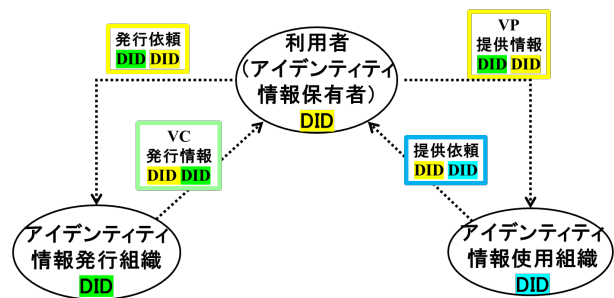 発行依頼
DID DID
利用者
(アイデンティティ
情報保有者)
DID
VP
提供情報
DID DID
VC
発行情報
DID DID
提供依頼
DID DID
アイデンティティ
情報発行組織
DID
アイデンティティ
情報使用組織
DID